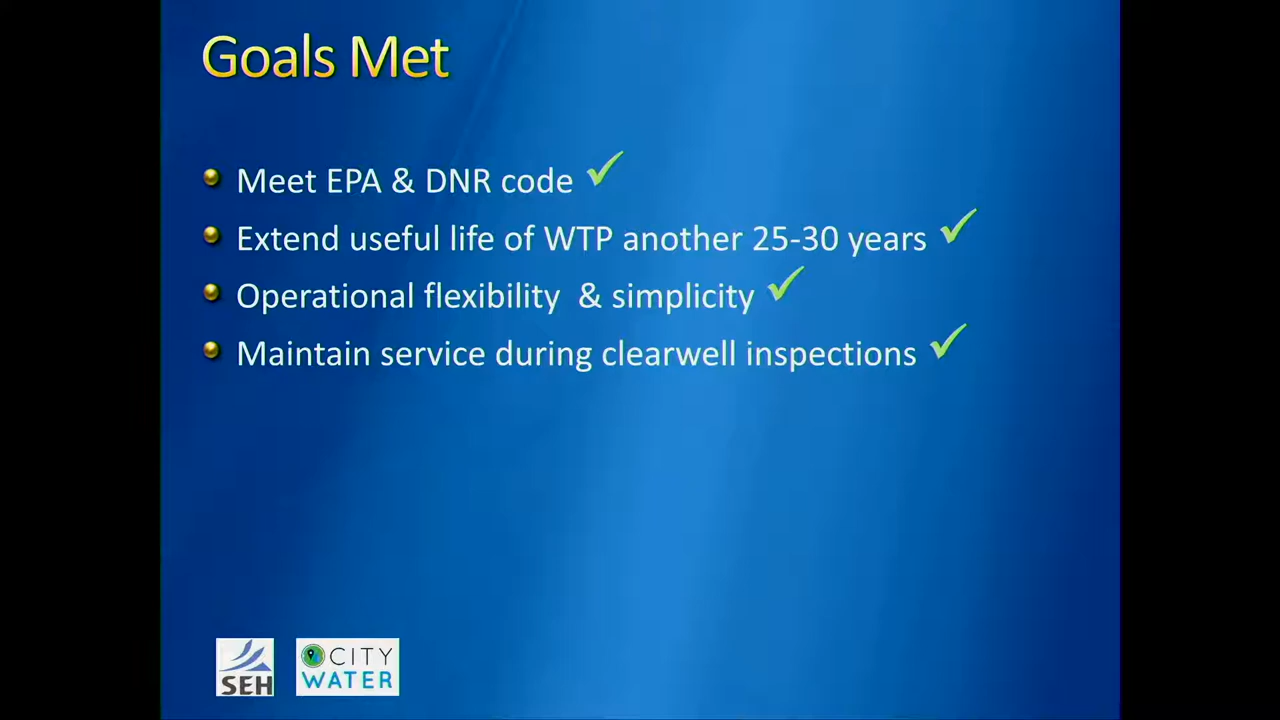 Goals Met
Meet EPA & DNR code
Extend useful life of WTP another 25-30 years
Operational flexibility & simplicity
Maintain service during clearwell inspections
SEH
CITY
WATER